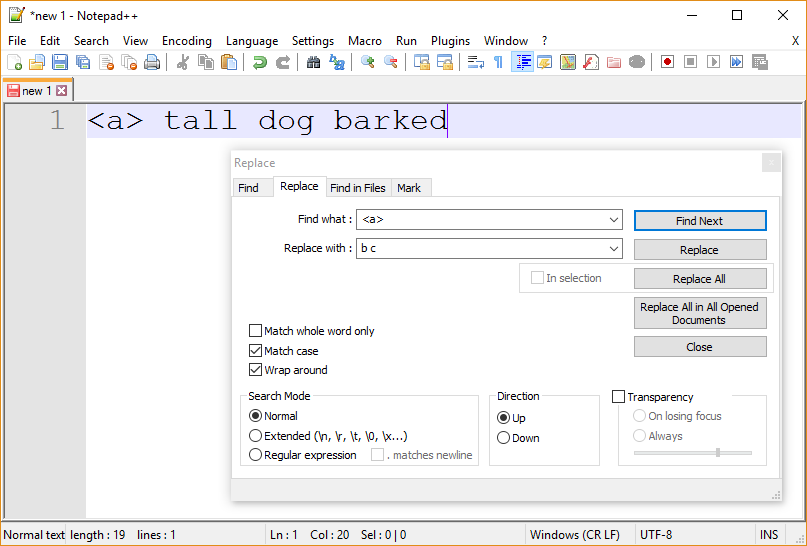 *new 1 - Notepad++
File Edit Search View Encoding Language Settings Macro Run Plugins Window ? X
new 1
1 <a> tall dog barked
Replace
Find Replace Find in Files Mark
Find what : <a> Find Next
Replace with : b c Replace
In selection Replace All
Replace All in All Opened
Documents
Match whole word only
Close
Match case
Wrap around
Search Mode Direction Transparency
Normal Up On losing focus
Extended (\n, \r, \t, \0, \x...) Down Always
Regular expression . matches newline
Normal text length : 19 lines : 1 Ln : 1 Col : 20 Sel : 0 | 0 Windows (CR LF) UTF-8 INS